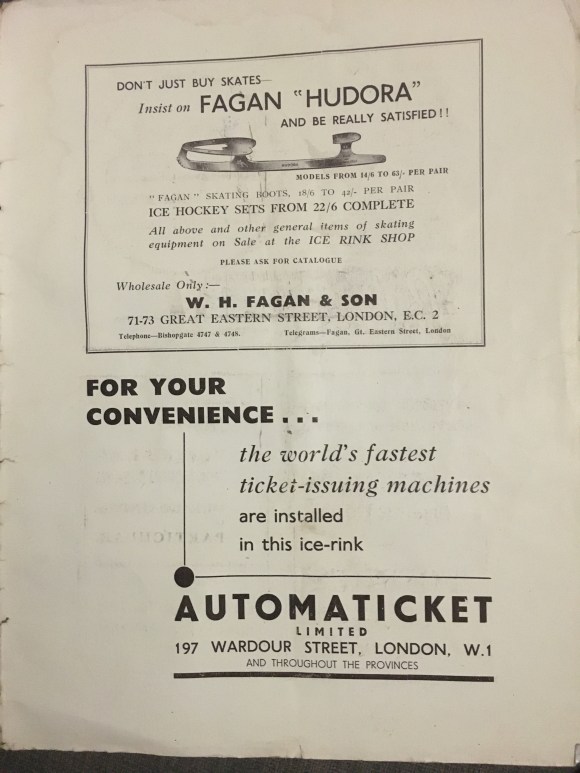 DON'T JUST BUY SKATES—
Insist on FAGAN "HUDORA"
AND BE REALLY SATISFIED!!
MODELS FROM 14/6 TO 63/- PER PAIR
"FAGAN" SKATING BOOTS, 18/6 TO 42/- PER PAIR
ICE HOCKEY SETS FROM 22/6 COMPLETE
All above and other general items of skating
equipment on Sale at the ICE RINK SHOP
PLEASE ASK FOR CATALOGUE
Wholesale Only:—
W. H. FAGAN & SON
71-73 GREAT EASTERN STREET, LONDON, E.C. 2
Telephone—Bishopgate 4747 & 4748. Telegrams—Fagan, Gt. Eastern Street, London
FOR YOUR
CONVENIENCE...
the world's fastest
ticket-issuing machines
are installed
in this ice-rink
AUTOMATICKET
LIMITED
197 WARDOUR STREET, LONDON, W.1
AND THROUGHOUT THE PROVINCES